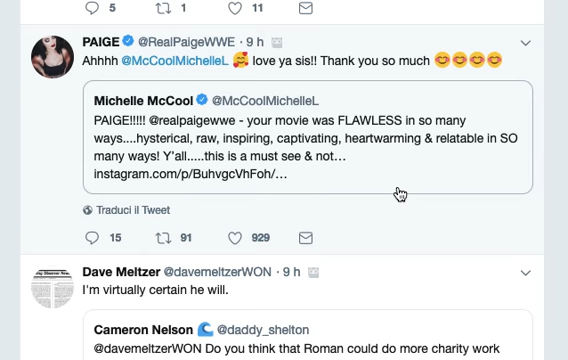 5 1 11
PAIGE @RealPaigeWWE · 9 h
Ahhhh @McCoolMichelleL 🥰 love ya sis!! Thank you so much 😊😊😊😊
Michelle McCool @McCoolMichelleL
PAIGE!!!!! @realpaigewwe - your movie was FLAWLESS in so many
ways....hysterical, raw, inspiring, captivating, heartwarming & relatable in SO
many ways! Y'all.....this is a must see & not…
instagram.com/p/BuhvgcVhFoh/…
Traduci il Tweet
15 91 929
Dave Meltzer @davemeltzerWON · 9 h
I'm virtually certain he will.
Cameron Nelson 🌊 @daddy_shelton
@davemeltzerWON Do you think that Roman could do more charity work